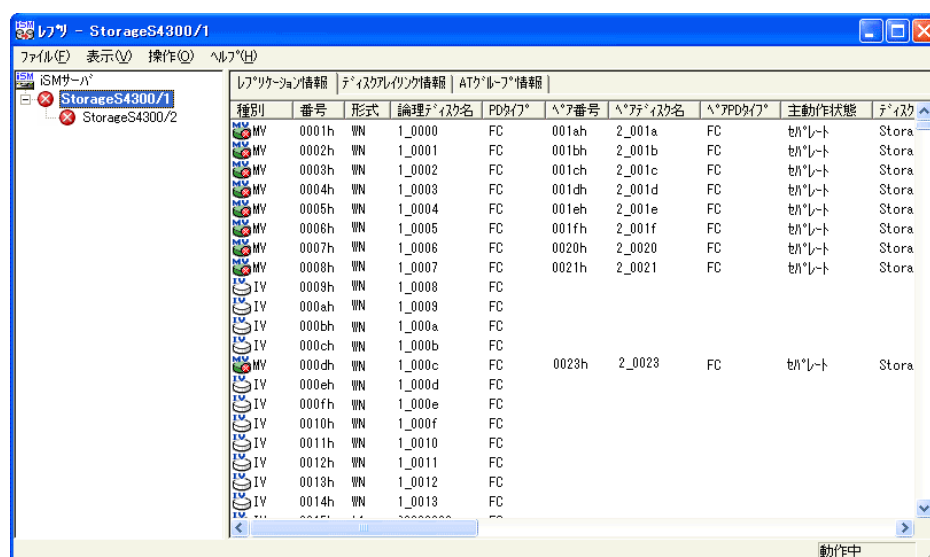 ﾚﾌﾟﾘ - StorageS4300/1
ﾌｧｲﾙ(F) 表示(V) 操作(O) ﾍﾙﾌﾟ(H)
iSMｻｰﾊﾞ
StorageS4300/1
StorageS4300/2
ﾚﾌﾟﾘｹｰｼｮﾝ情報 ﾃﾞｨｽｸｱﾚｲﾘﾝｸ情報 ATｸﾞﾙｰﾌﾟ情報
種別 番号 形式 論理ﾃﾞｨｽｸ名 PDﾀｲﾌﾟ ﾍﾟｱ番号 ﾍﾟｱﾃﾞｨｽｸ名 ﾍﾟｱPDﾀｲﾌﾟ 主動作状態 ﾃﾞｨｽｸ
MV 0001h WN 1_0000 FC 001ah 2_001a FC ｾﾊﾟﾚｰﾄ Stora
MV 0002h WN 1_0001 FC 001bh 2_001b FC ｾﾊﾟﾚｰﾄ Stora
MV 0003h WN 1_0002 FC 001ch 2_001c FC ｾﾊﾟﾚｰﾄ Stora
MV 0004h WN 1_0003 FC 001dh 2_001d FC ｾﾊﾟﾚｰﾄ Stora
MV 0005h WN 1_0004 FC 001eh 2_001e FC ｾﾊﾟﾚｰﾄ Stora
MV 0006h WN 1_0005 FC 001fh 2_001f FC ｾﾊﾟﾚｰﾄ Stora
MV 0007h WN 1_0006 FC 0020h 2_0020 FC ｾﾊﾟﾚｰﾄ Stora
MV 0008h WN 1_0007 FC 0021h 2_0021 FC ｾﾊﾟﾚｰﾄ Stora
IV 0009h WN 1_0008 FC
IV 000ah WN 1_0009 FC
IV 000bh WN 1_000a FC
IV 000ch WN 1_000b FC
MV 000dh WN 1_000c FC 0023h 2_0023 FC ｾﾊﾟﾚｰﾄ Stora
IV 000eh WN 1_000d FC
IV 000fh WN 1_000e FC
IV 0010h WN 1_000f FC
IV 0011h WN 1_0010 FC
IV 0012h WN 1_0011 FC
IV 0013h WN 1_0012 FC
IV 0014h WN 1_0013 FC
動作中